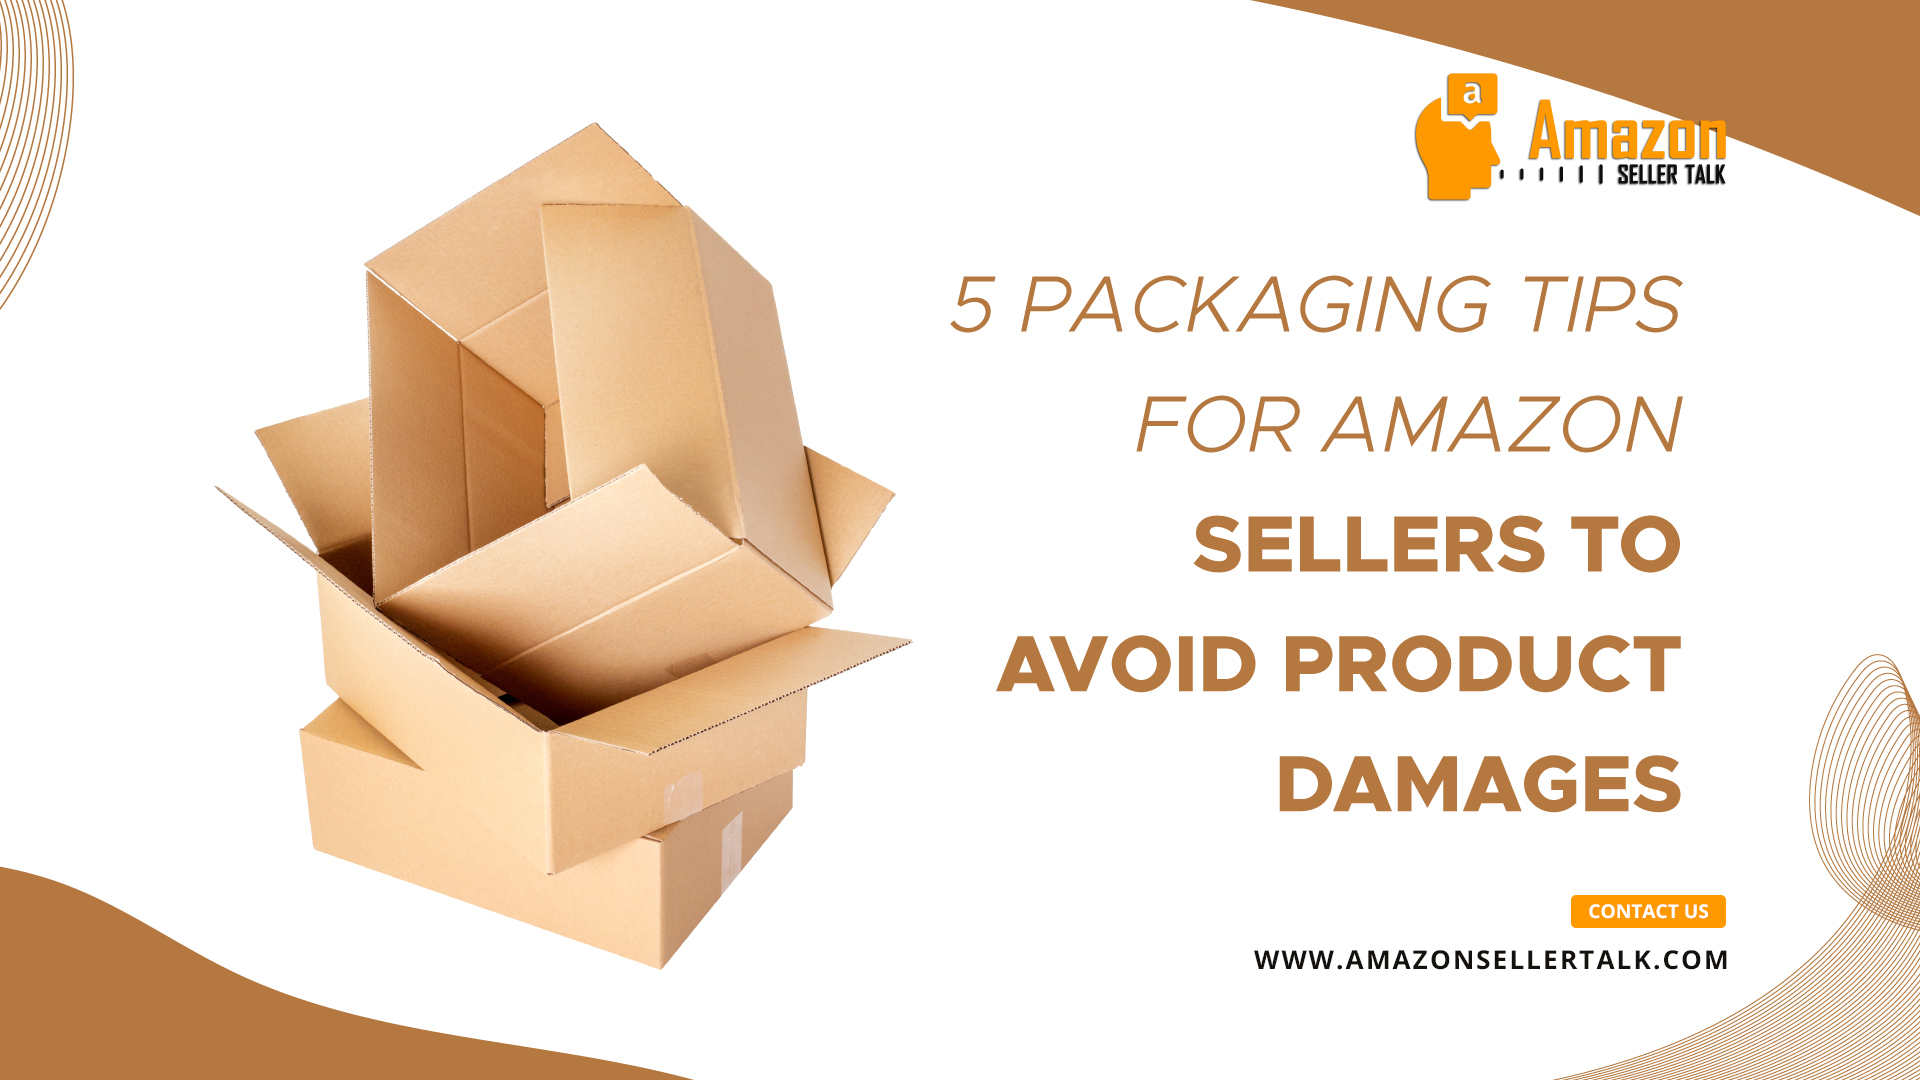 a
Amazon
SELLER TALK
5 PACKAGING TIPS
FOR AMAZON
SELLERS TO
AVOID PRODUCT
DAMAGES
CONTACT US
WWW.AMAZONSELLERTALK.COM